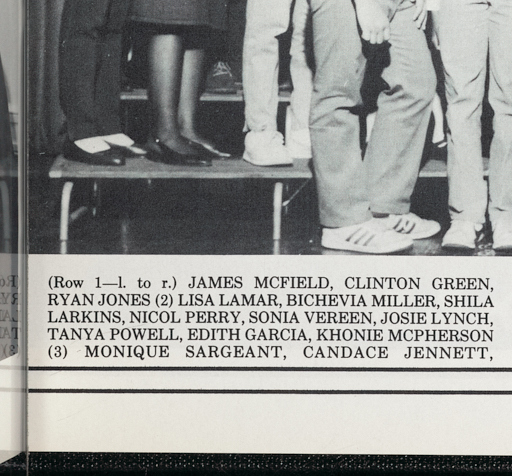 (Row 1—l. to r.) JAMES MCFIELD, CLINTON GREEN,
RYAN JONES (2) LISA LAMAR, BICHEVIA MILLER, SHILA
LARKINS, NICOL PERRY, SONIA VEREEN, JOSIE LYNCH,
TANYA POWELL, EDITH GARCIA, KHONIE MCPHERSON
(3) MONIQUE SARGEANT, CANDACE JENNETT,